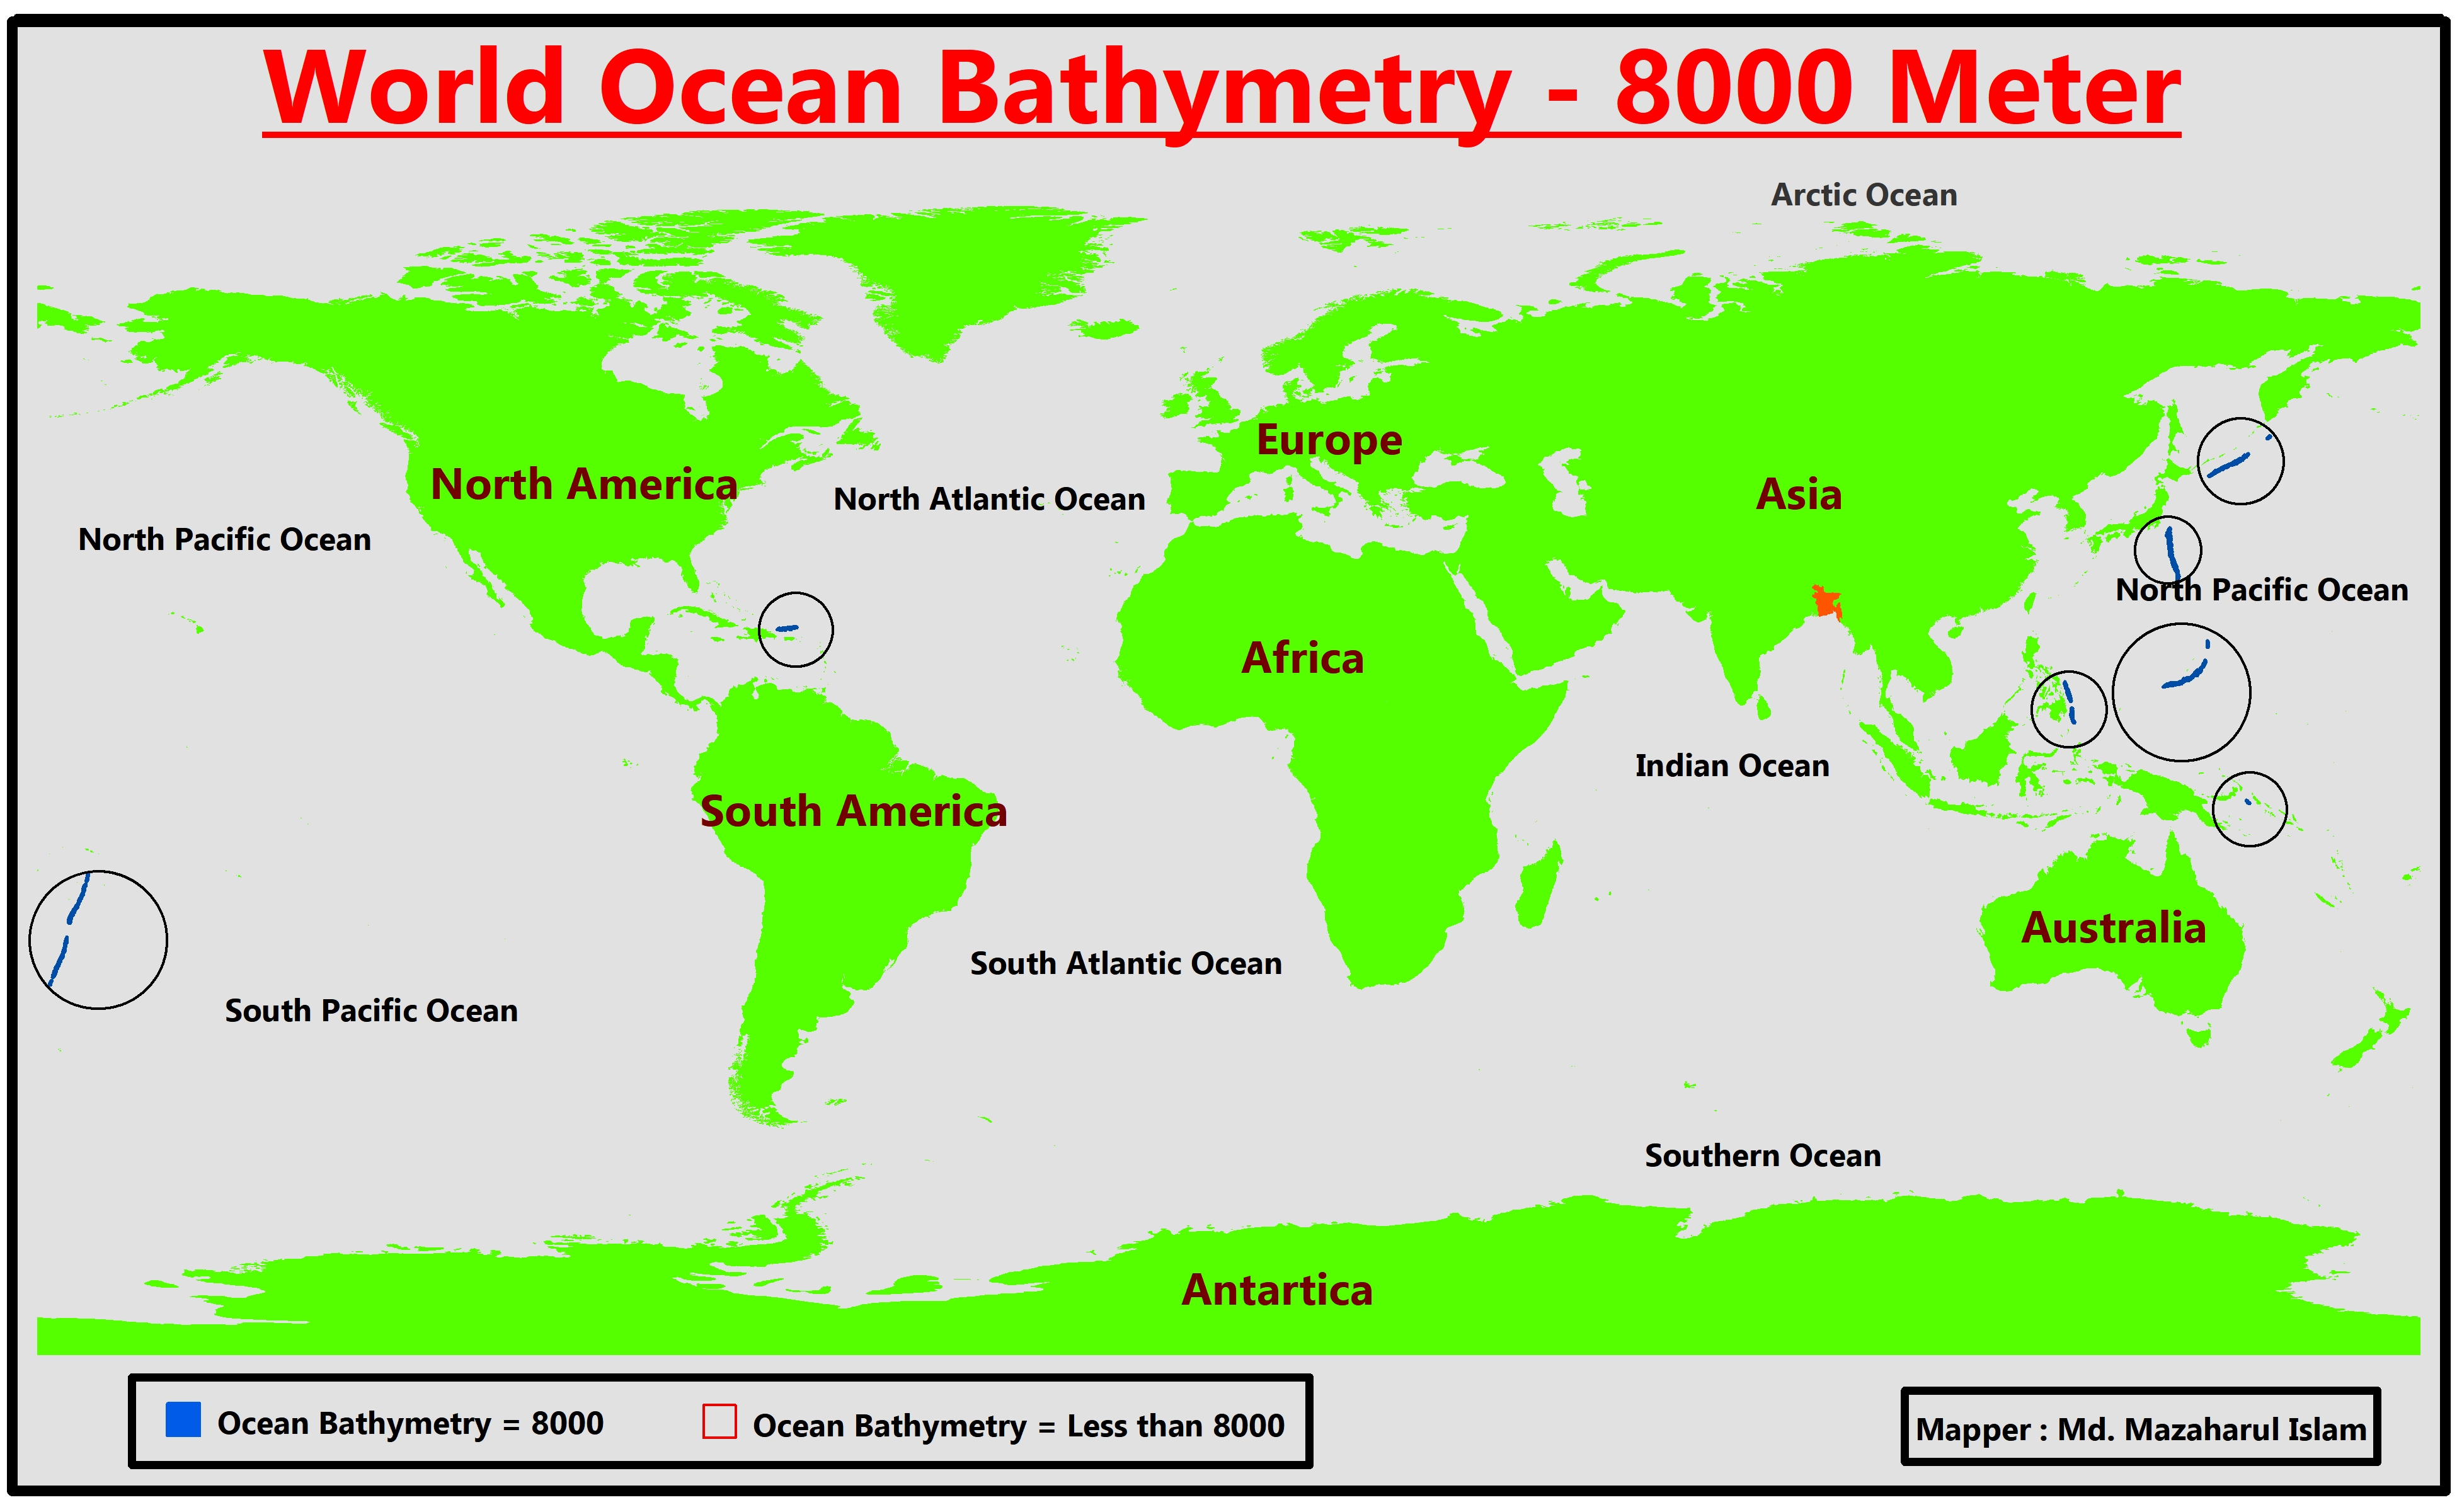 World Ocean Bathymetry - 8000 Meter
Arctic Ocean
Europe
North America
North Atlantic Ocean
Asia
North Pacific Ocean
North Pacific Ocean
Africa
Indian Ocean
South America
Australia
South Atlantic Ocean
South Pacific Ocean
Southern Ocean
Antartica
Ocean Bathymetry = 8000
Ocean Bathymetry = Less than 8000
Mapper : Md. Mazaharul Islam